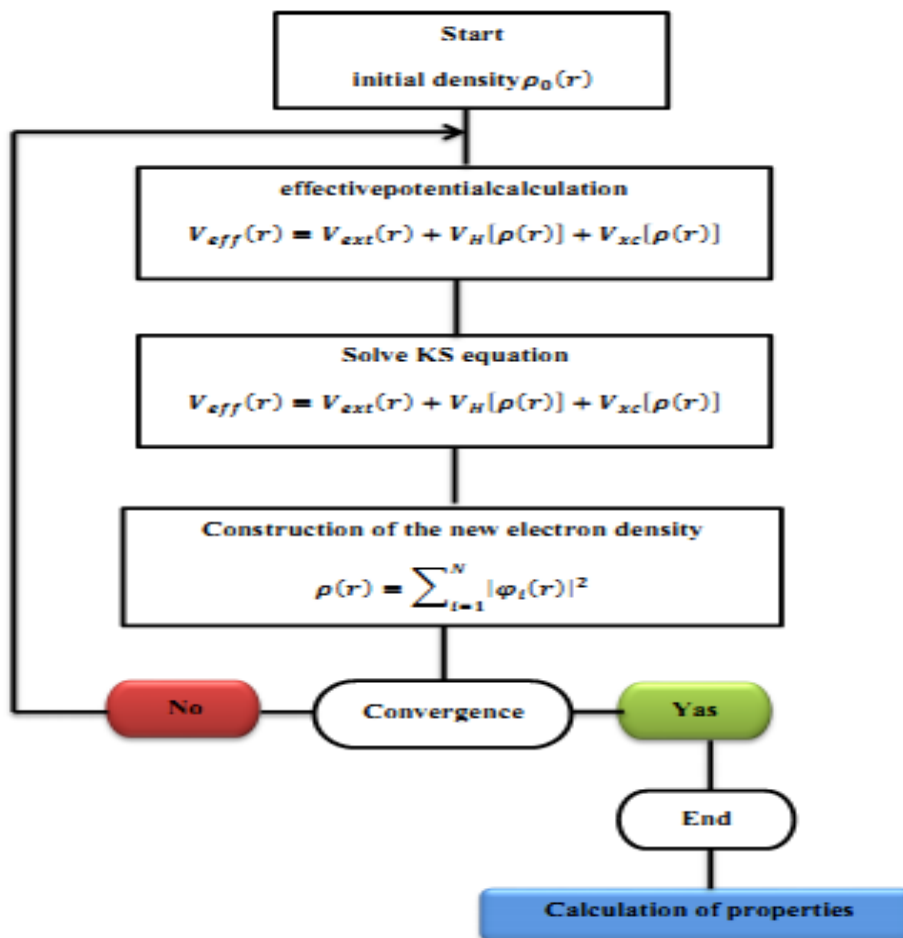 Start
initial density ρ₀(r)
effectivepotentialcalculation
V_eff(r) = V_ext(r) + V_H[ρ(r)] + V_xc[ρ(r)]
Solve KS equation
V_eff(r) = V_ext(r) + V_H[ρ(r)] + V_xc[ρ(r)]
Construction of the new electron density
ρ(r) = ∑_{i=1}^{N} |φ_i(r)|²
No
Convergence
Yas
End
Calculation of properties